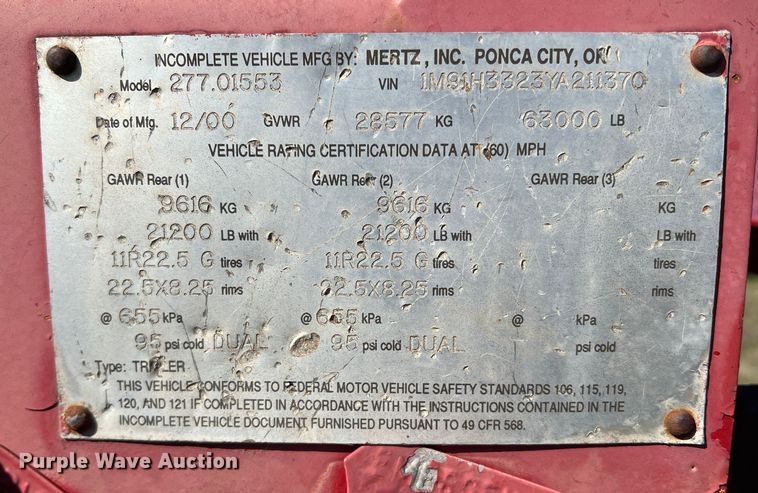 INCOMPLETE VEHICLE MFG BY: MERTZ, INC. PONCA CITY, OK
Model 277.01553 VIN 1M91H3323YA211370
Date of Mfg. 12/00 GVWR 28577 KG 63000 LB
VEHICLE RATING CERTIFICATION DATA AT (60) MPH
GAWR Rear (1) GAWR Rear (2) GAWR Rear (3)
9616 KG 9616 KG KG
21200 LB with 21200 LB with LB with
11R22.5 G tires 11R22.5 G tires tires
22.5X8.25 rims 22.5X8.25 rims rims
@ 655 kPa @ 655 kPa @ kPa
95 psi cold DUAL 95 psi cold DUAL psi cold
Type: TRAILER
THIS VEHICLE CONFORMS TO FEDERAL MOTOR VEHICLE SAFETY STANDARDS 106, 115, 119,
120, AND 121 IF COMPLETED IN ACCORDANCE WITH THE INSTRUCTIONS CONTAINED IN THE
INCOMPLETE VEHICLE DOCUMENT FURNISHED PURSUANT TO 49 CFR 568.
Purple Wave Auction